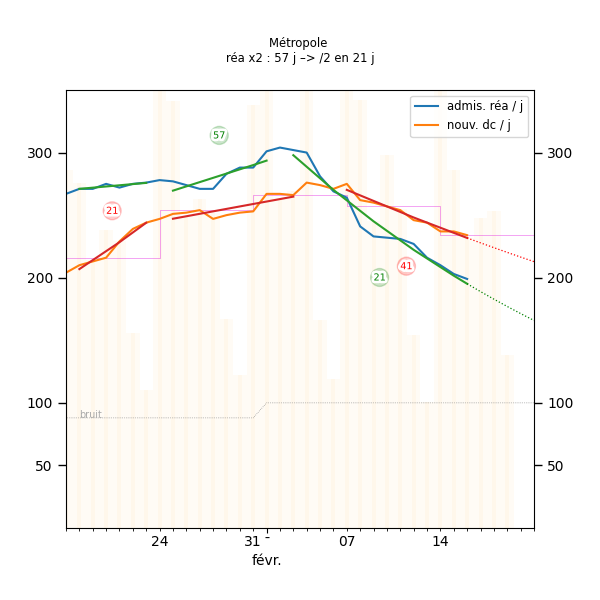 Métropole
réa x2 : 57 j –> /2 en 21 j
admis. réa / j
nouv. dc / j
300
300
57
21
200
200
21
41
100
100
bruit
50
50
24
31
07
14
févr.